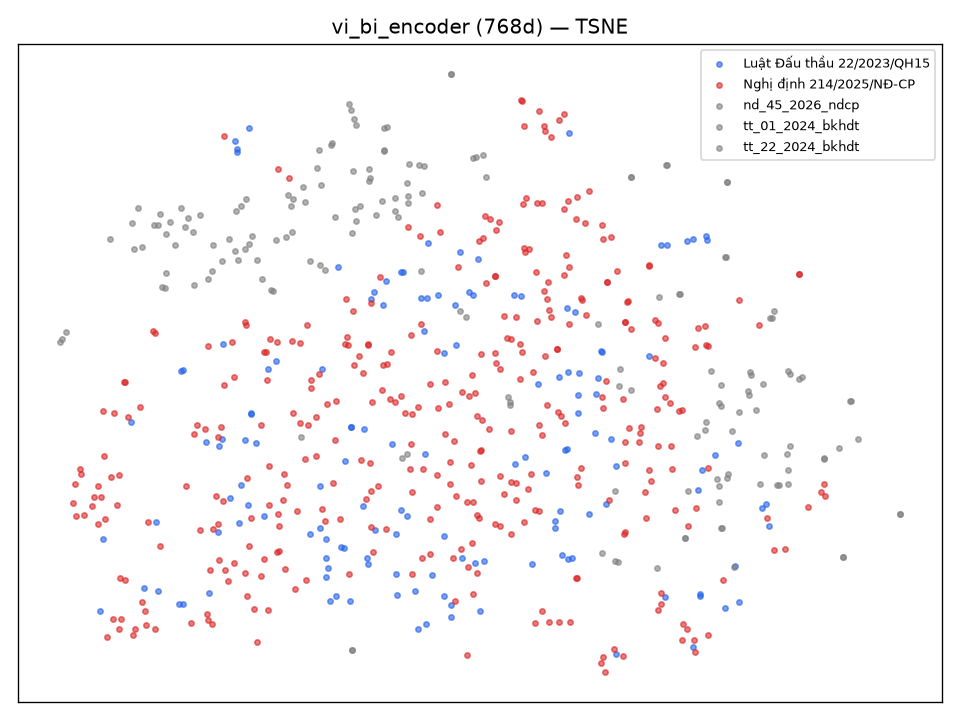 vi_bi_encoder (768d) — TSNE
Luật Đấu thầu 22/2023/QH15
Nghị định 214/2025/NĐ-CP
nd_45_2026_ndcp
tt_01_2024_bkhdt
tt_22_2024_bkhdt